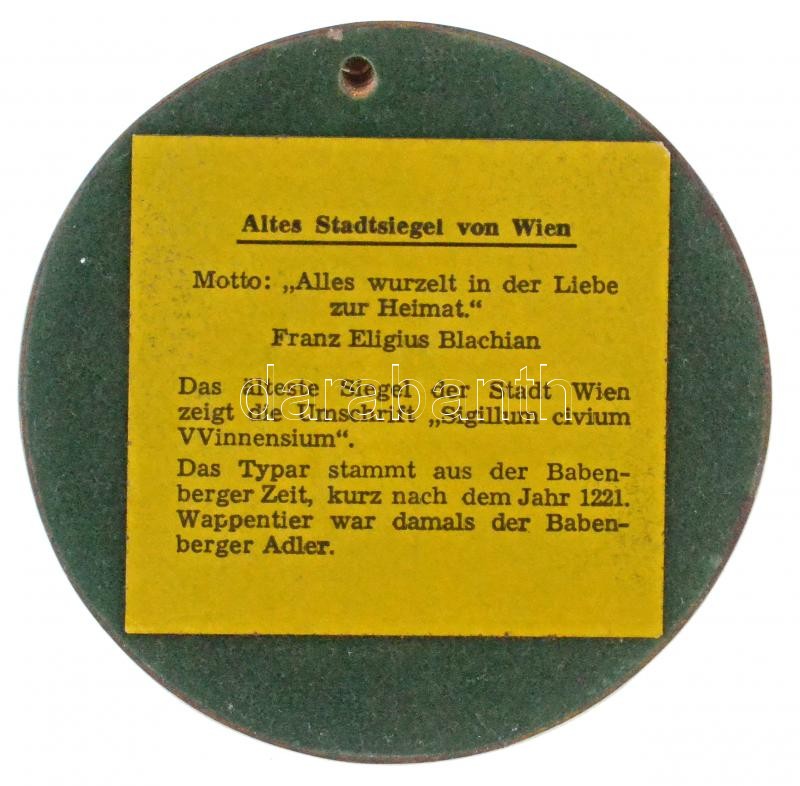 Altes Stadtsiegel von Wien
Motto: „Alles wurzelt in der Liebe
zur Heimat.“
Franz Eligius Blachian
Das älteste Siegel der Stadt Wien
zeigt die Umschrift „Sigillum civium
VVinnensium“.
Das Typar stammt aus der Baben-
berger Zeit, kurz nach dem Jahr 1221.
Wappentier war damals der Baben-
berger Adler.
darabanth